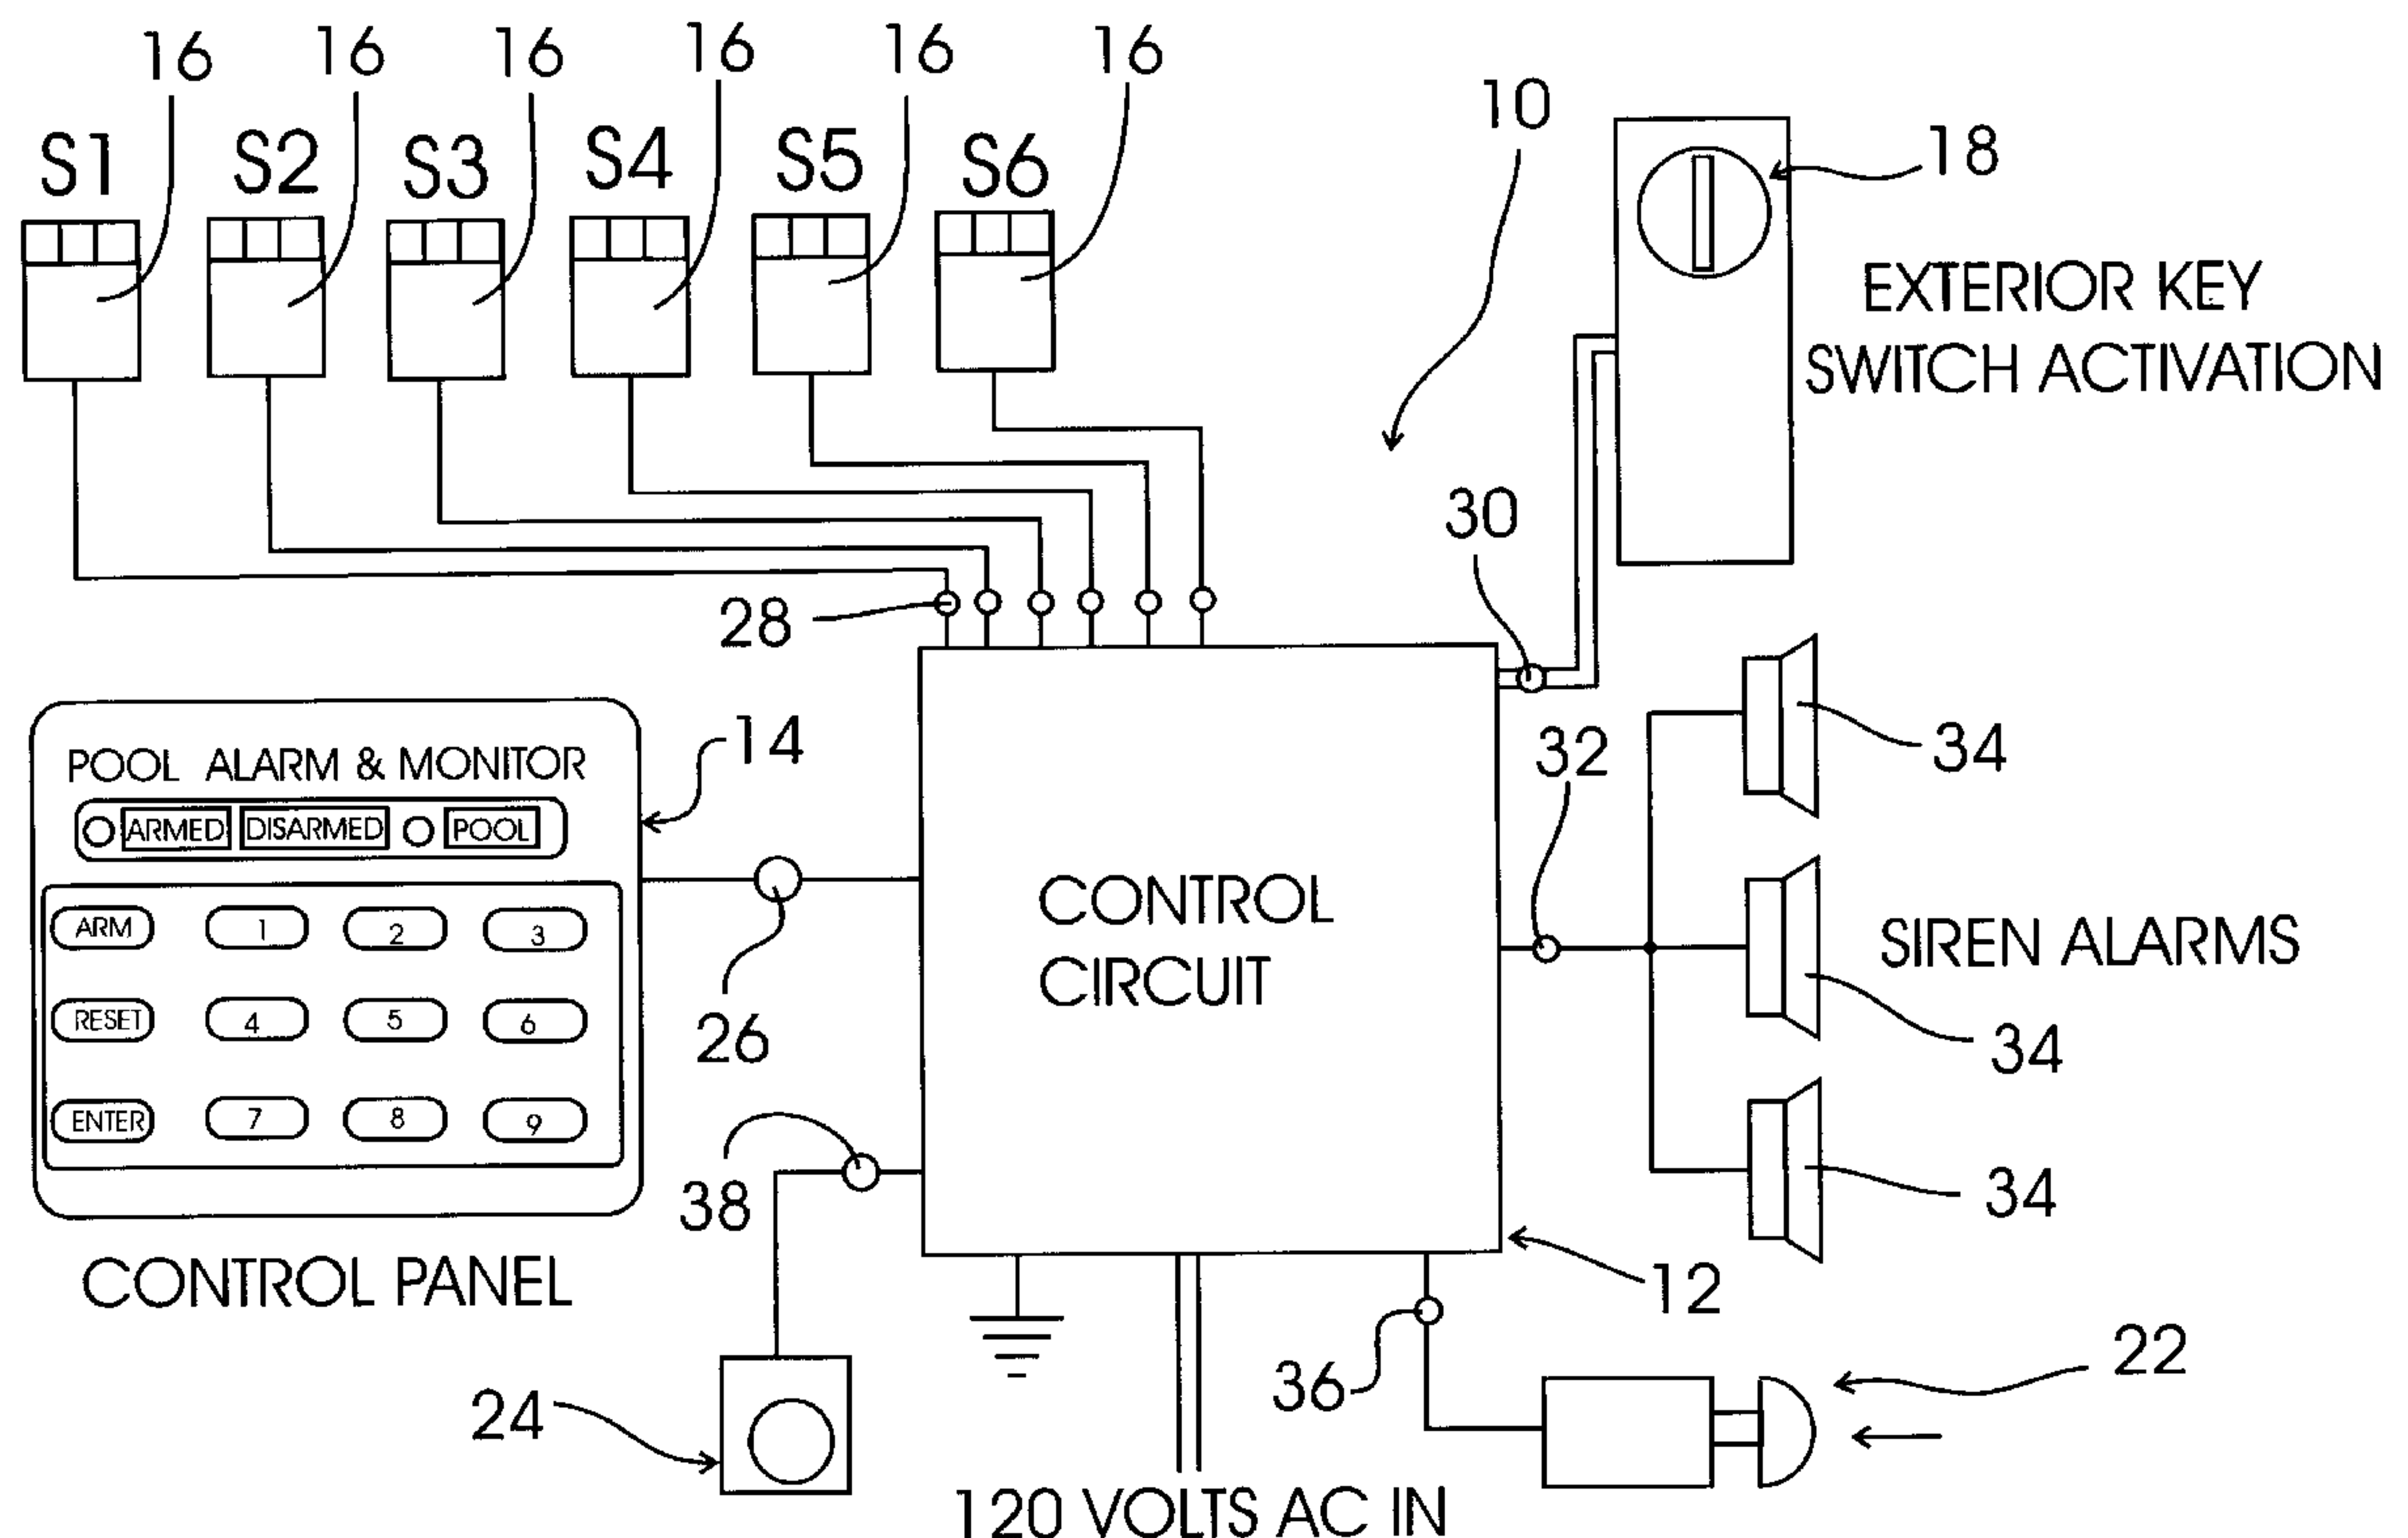 16 16 16 16 16 16
S1 S2 S3 S4 S5 S6
10
18
EXTERIOR KEY
SWITCH ACTIVATION
30
28
14
32
34
POOL ALARM & MONITOR
ARMED DISARMED POOL
ARM 1 2 3
RESET 4 5 6
ENTER 7 8 9
CONTROL PANEL
26
CONTROL
CIRCUIT
SIREN ALARMS
34
34
38
12
36
22
24
120 VOLTS AC IN